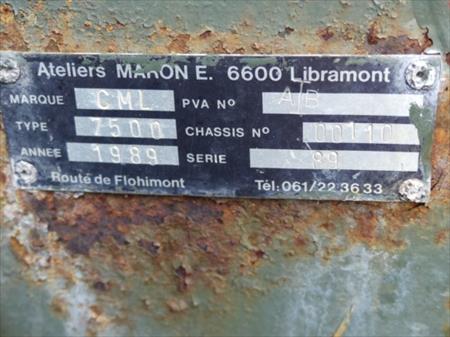 Ateliers MARON E. 6600 Libramont
MARQUE CML PVA No A/B
TYPE 7500 CHASSIS No 00110
ANNEE 1989 SERIE 89
Route de Flohimont Tél: 061/22 36 33